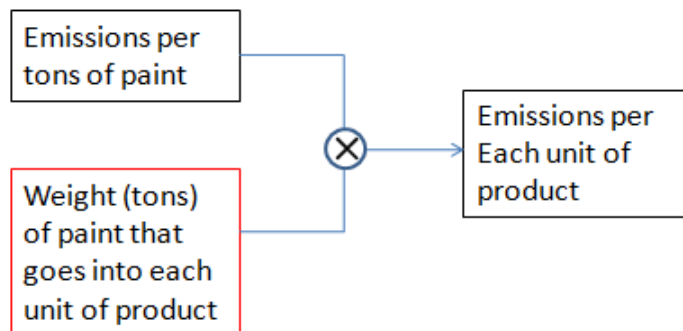 Emissions per
tons of paint
Emissions per
Each unit of
product
Weight (tons)
of paint that
goes into each
unit of product